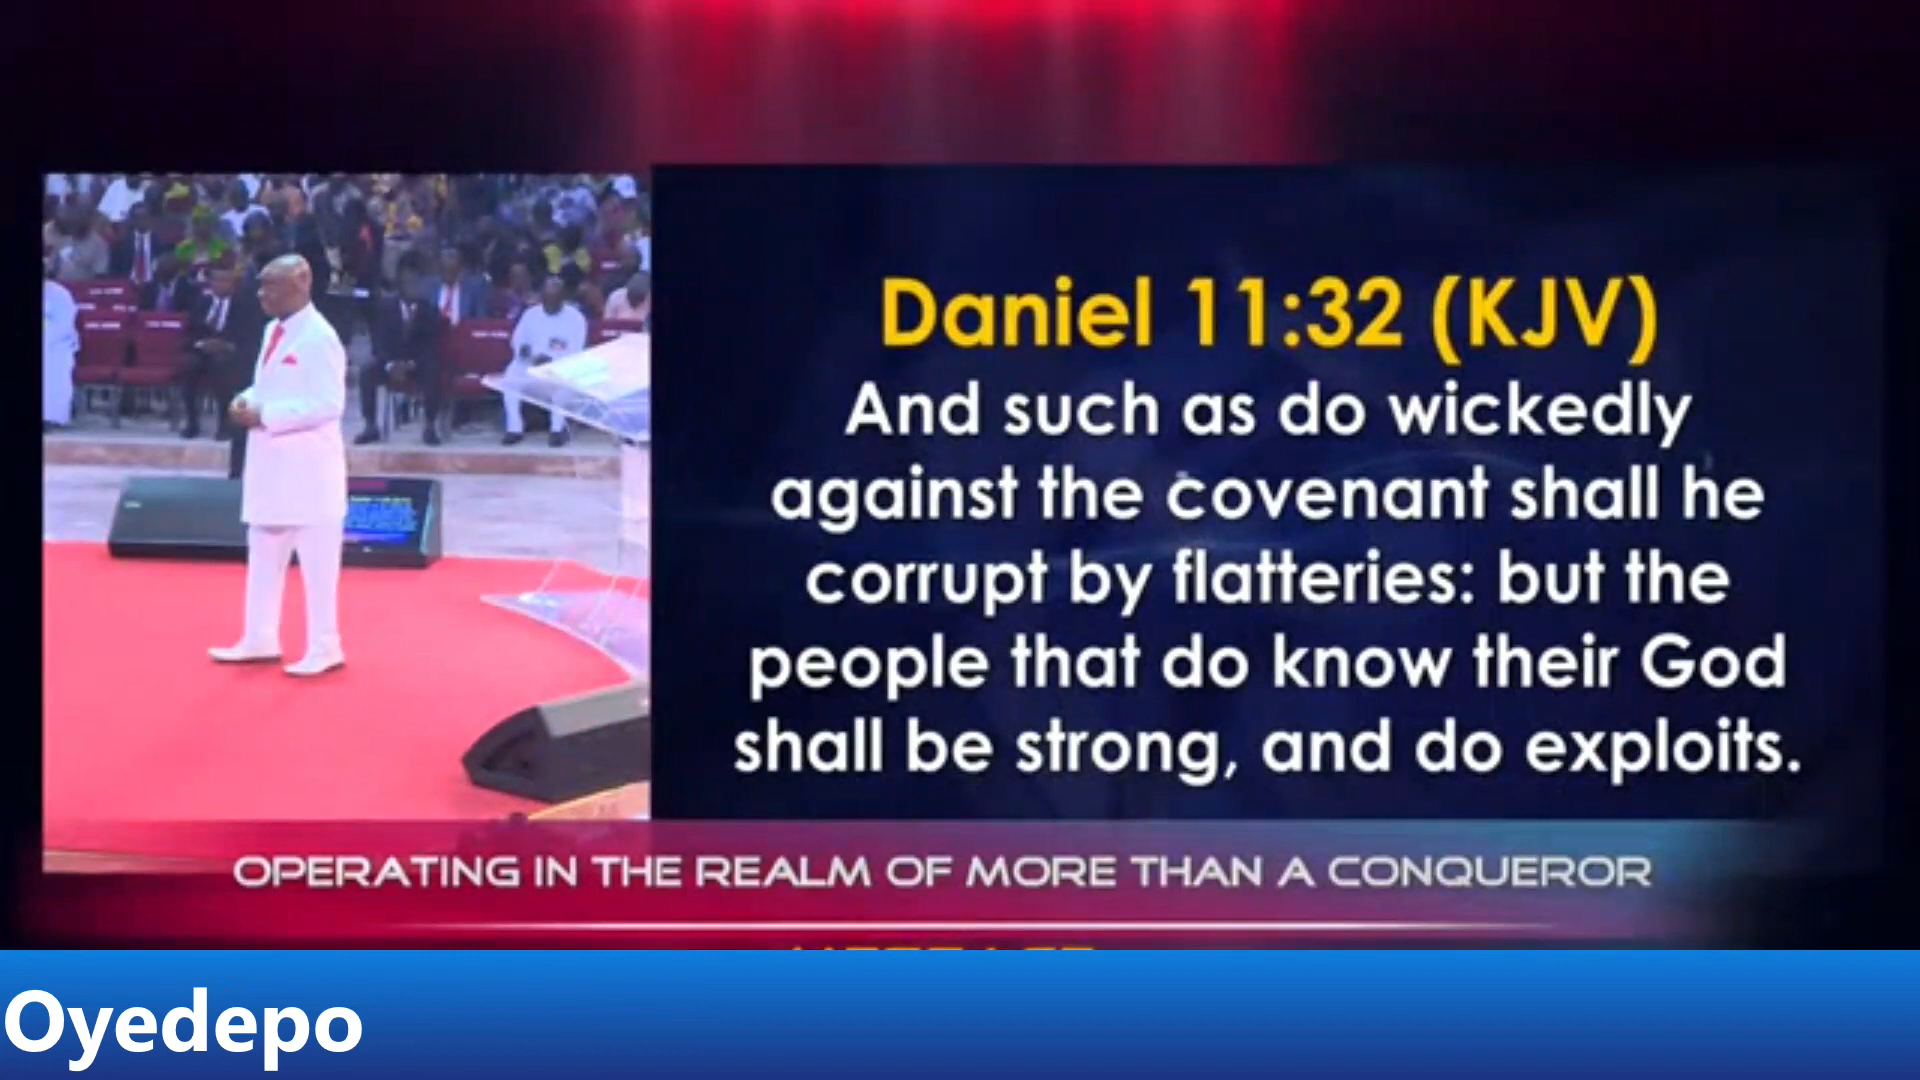 Daniel 11:32 (KJV)
And such as do wickedly
against the covenant shall he
corrupt by flatteries: but the
people that do know their God
shall be strong, and do exploits.
OPERATING IN THE REALM OF MORE THAN A CONQUEROR
Oyedepo